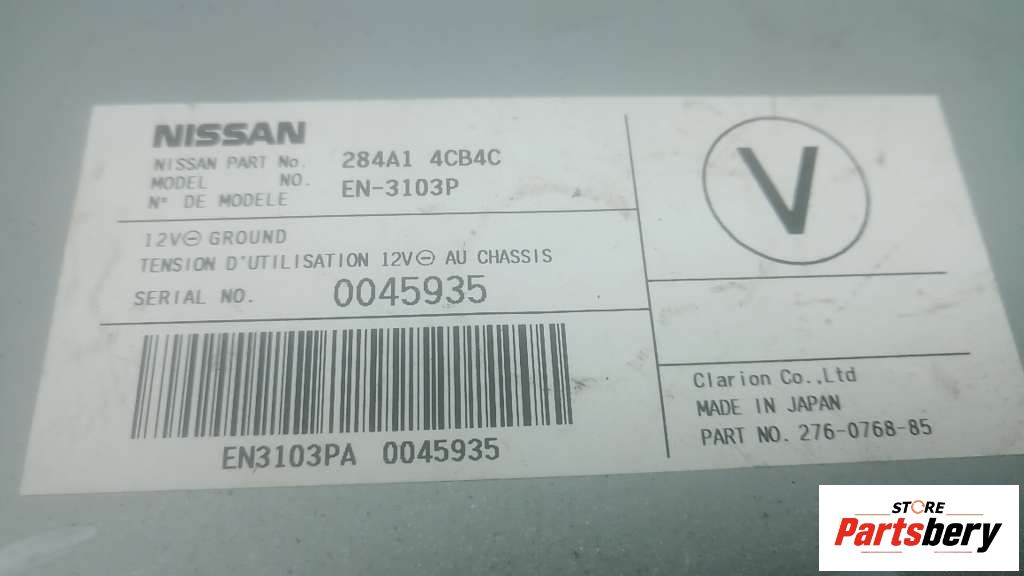 NISSAN
NISSAN PART No. 284A1 4CB4C
MODEL NO. EN-3103P
N° DE MODELE
12V⊖ GROUND
TENSION D'UTILISATION 12V⊖ AU CHASSIS
SERIAL NO. 0045935
EN3103PA 0045935
V
Clarion Co.,Ltd
MADE IN JAPAN
PART NO. 276-0768-85
STORE
Partsbery